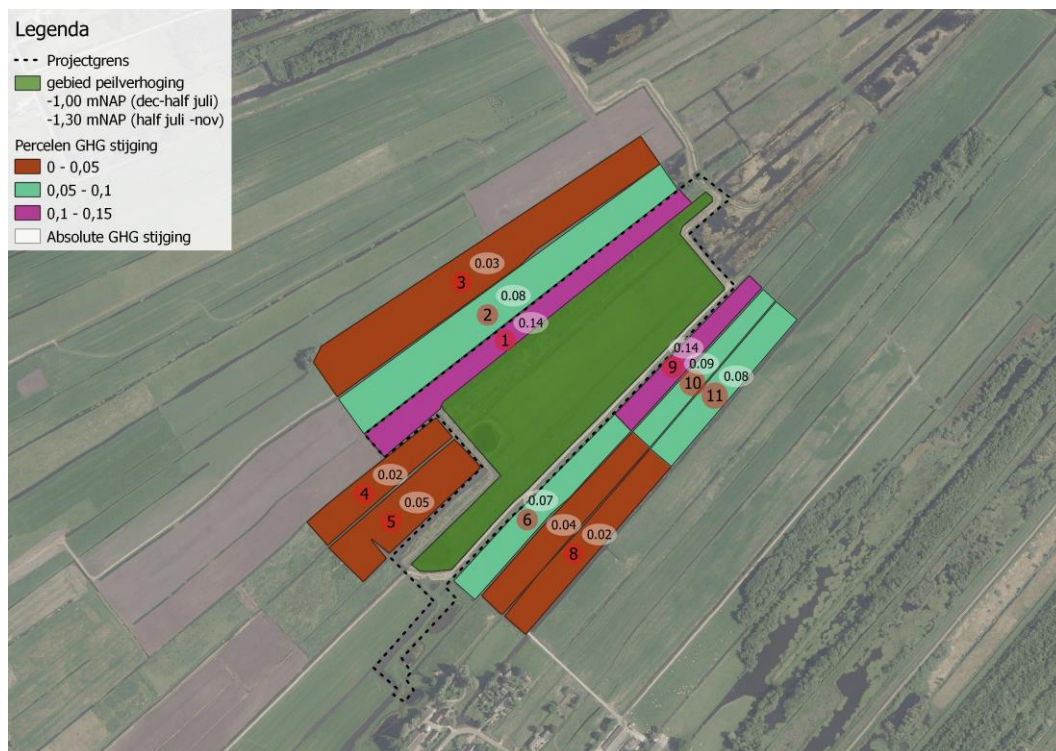 Legenda
Projectgrens
gebied peilverhoging
-1,00 mNAP (dec-half juli)
-1,30 mNAP (half juli -nov)
Percelen GHG stijging
0 - 0,05
0,05 - 0,1
0,1 - 0,15
Absolute GHG stijging
0.03
3
0.08
2
0.14
1
0.14
9
0.09
10
0.08
11
0.02
4
0.05
5
0.07
6
0.04
0.02
8